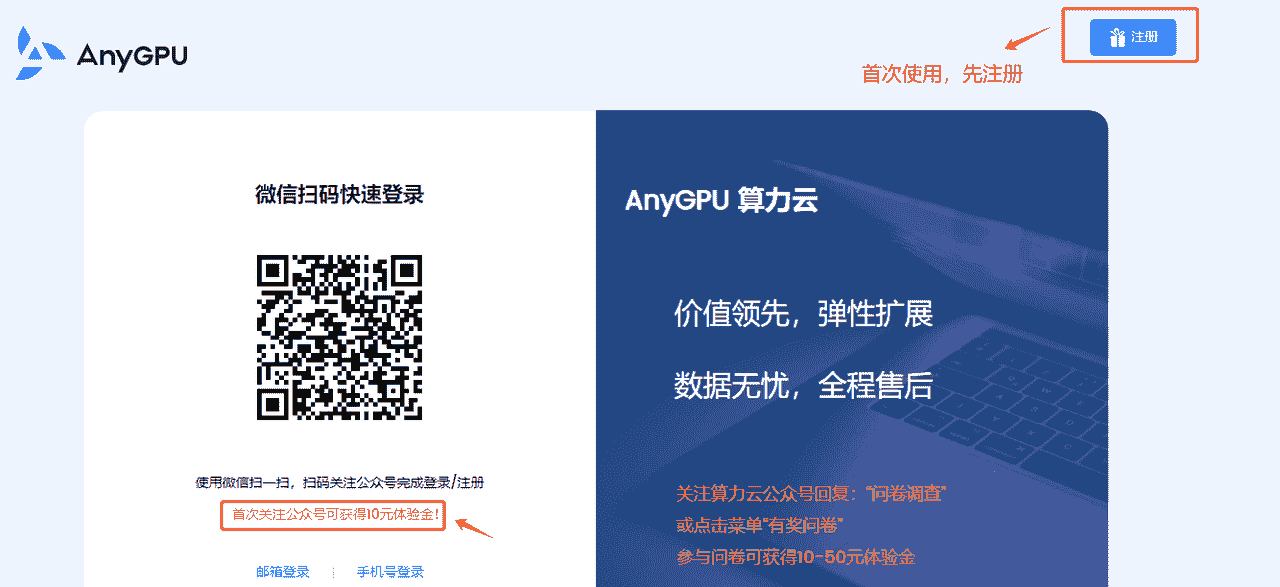 AnyGPU
注册
首次使用，先注册
微信扫码快速登录
使用微信扫一扫，扫码关注公众号完成登录/注册
首次关注公众号可获得10元体验金！
邮箱登录 | 手机号登录
AnyGPU 算力云
价值领先，弹性扩展
数据无忧，全程售后
关注算力云公众号回复：“问卷调查”
或点击菜单“有奖问卷”
参与问卷可获得10-50元体验金